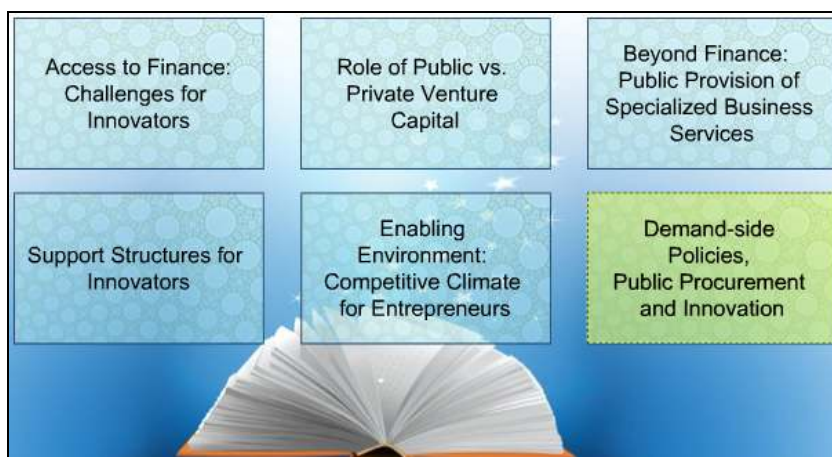 Access to Finance:
Challenges for
Innovators
Role of Public vs.
Private Venture
Capital
Beyond Finance:
Public Provision of
Specialized Business
Services
Support Structures for
Innovators
Enabling
Environment:
Competitive Climate
for Entrepreneurs
Demand-side
Policies,
Public Procurement
and Innovation